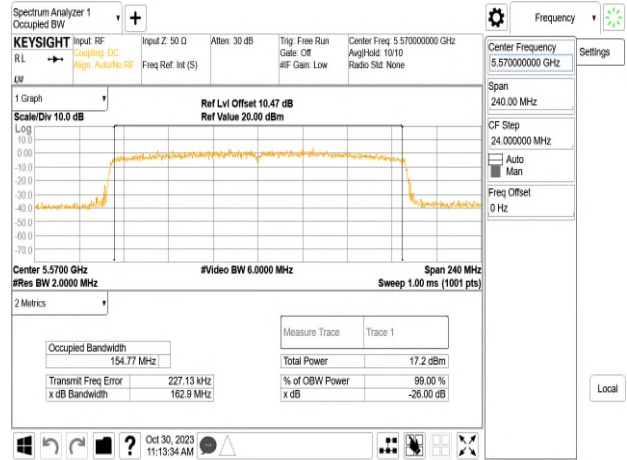 Spectrum Analyzer 1
Occupied BW
Frequency
KEYSIGHT
Input: RF
Input Z: 50 Ω
Atten: 30 dB
Trig: Free Run
Center Freq: 5.570000000 GHz
RL
Coupling: DC
Gate: Off
Avg|Hold: 10/10
Align: Auto/No RF
Freq Ref: Int (S)
#IF Gain: Low
Radio Std: None
Center Frequency
5.570000000 GHz
Settings
Span
240.00 MHz
CF Step
24.000000 MHz
Auto
Man
Freq Offset
0 Hz
1 Graph
Ref Lvl Offset 10.47 dB
Scale/Div 10.0 dB
Ref Value 20.00 dBm
Log
10.0
0.00
-10.0
-20.0
-30.0
-40.0
-50.0
-60.0
-70.0
Center 5.5700 GHz
#Video BW 6.0000 MHz
Span 240 MHz
#Res BW 2.0000 MHz
Sweep 1.00 ms (1001 pts)
2 Metrics
Measure Trace
Trace 1
Occupied Bandwidth
154.77 MHz
Total Power
17.2 dBm
Transmit Freq Error
227.13 kHz
% of OBW Power
99.00 %
x dB Bandwidth
162.9 MHz
x dB
-26.00 dB
Local
?
Oct 30, 2023
11:13:34 AM